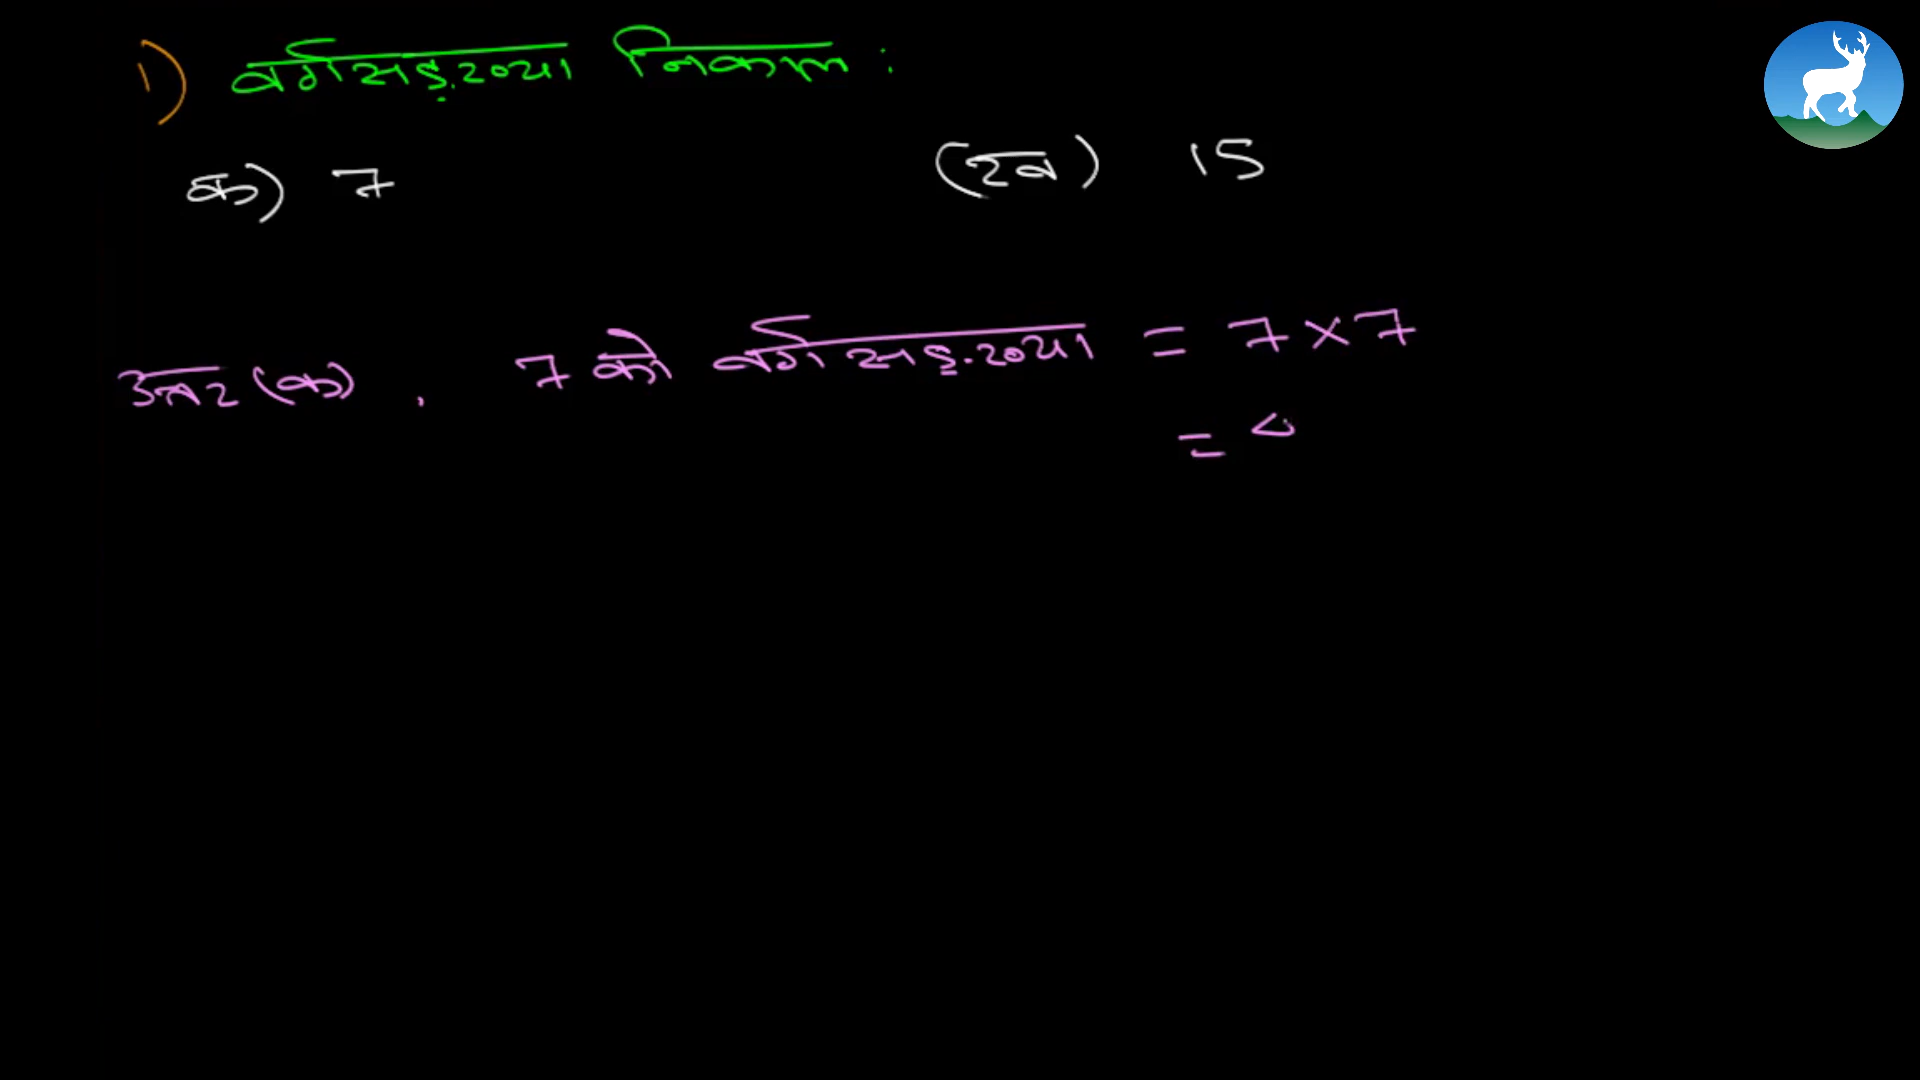 1) वर्गसङ्ख्या निकाल :
क) 7 (ख) 15
उत्तर (क) , 7 को वर्गसङ्ख्या = 7 × 7
=